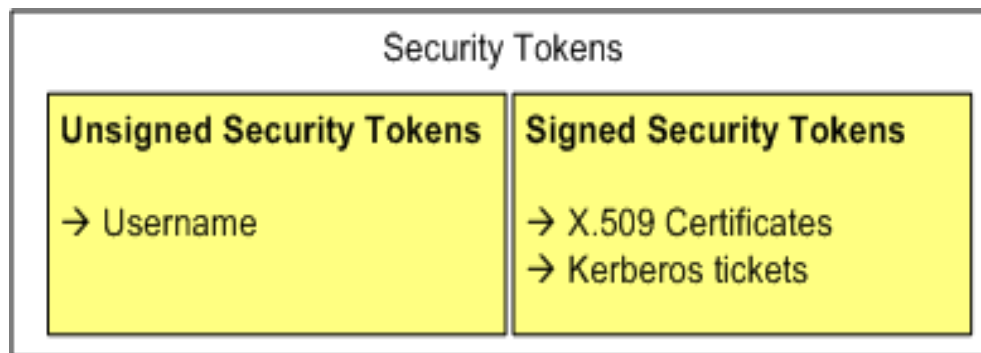 Security Tokens
Unsigned Security Tokens
→ Username
Signed Security Tokens
→ X.509 Certificates
→ Kerberos tickets